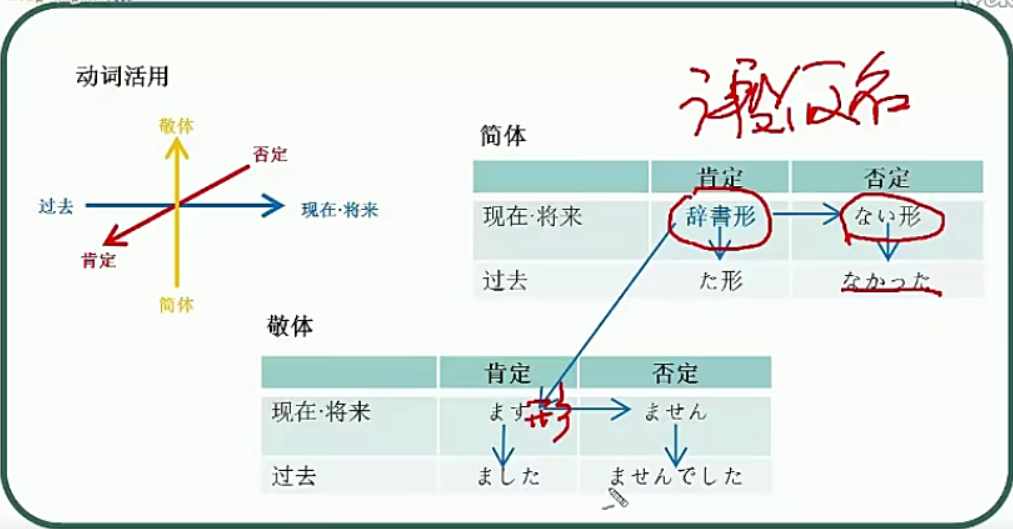 动词活用
敬体
否定
过去
现在·将来
肯定
简体
简体
肯定 否定
现在·将来 辞書形 ない形
过去 た形 なかった
敬体
肯定 否定
现在·将来 ます形 ません
过去 ました ませんでした